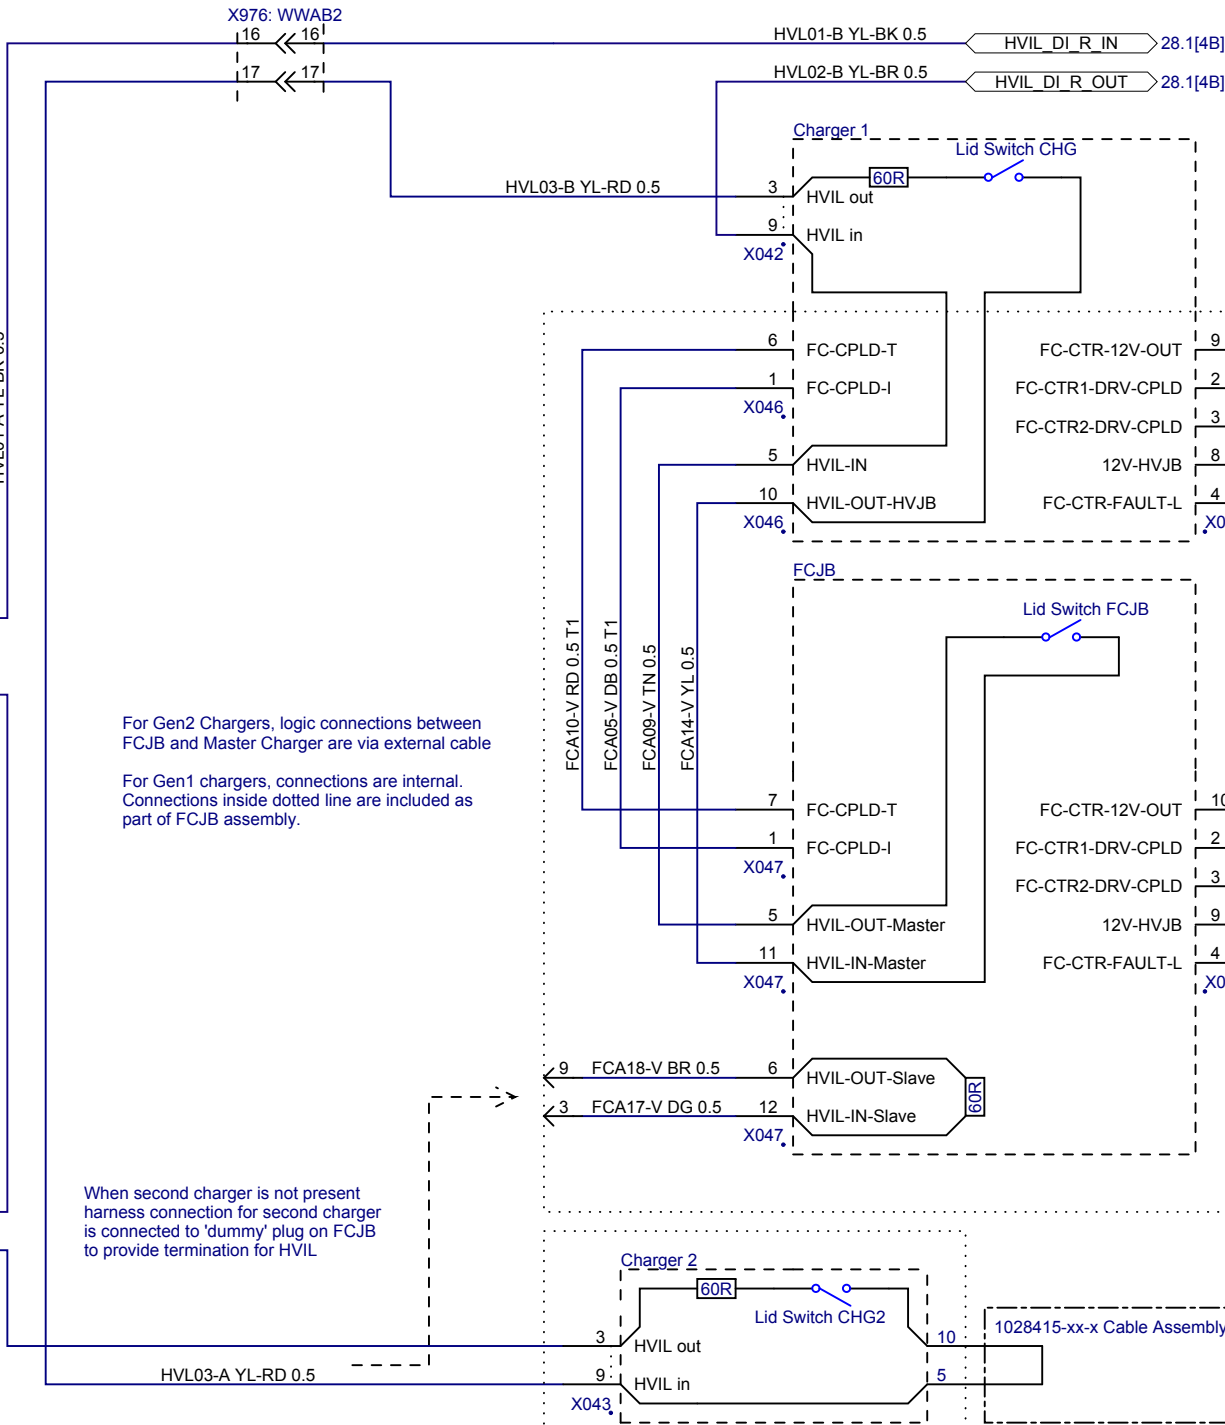 X976: WWAB2
16 16
HVL01-B YL-BK 0.5
HVIL_DI_R_IN
28.1[4B]
17 17
HVL02-B YL-BR 0.5
HVIL_DI_R_OUT
28.1[4B]
Charger 1
Lid Switch CHG
60R
HVL03-B YL-RD 0.5
3
HVIL out
9
HVIL in
X042
6
FC-CPLD-T
FC-CTR-12V-OUT
9
1
FC-CPLD-I
FC-CTR1-DRV-CPLD
2
X046
FC-CTR2-DRV-CPLD
3
5
HVIL-IN
12V-HVJB
8
10
HVIL-OUT-HVJB
FC-CTR-FAULT-L
4
X046
FCJB
Lid Switch FCJB
FCA10-V RD 0.5 T1
FCA05-V DB 0.5 T1
FCA09-V TN 0.5
FCA14-V YL 0.5
For Gen2 Chargers, logic connections between
FCJB and Master Charger are via external cable
For Gen1 chargers, connections are internal.
Connections inside dotted line are included as
part of FCJB assembly.
7
FC-CPLD-T
FC-CTR-12V-OUT
10
1
FC-CPLD-I
FC-CTR1-DRV-CPLD
2
X047
FC-CTR2-DRV-CPLD
3
5
HVIL-OUT-Master
12V-HVJB
9
11
HVIL-IN-Master
FC-CTR-FAULT-L
4
X047
9
FCA18-V BR 0.5
6
HVIL-OUT-Slave
60R
3
FCA17-V DG 0.5
12
HVIL-IN-Slave
X047
When second charger is not present
harness connection for second charger
is connected to 'dummy' plug on FCJB
to provide termination for HVIL
Charger 2
60R
Lid Switch CHG2
1028415-xx-x Cable Assembly
3
HVIL out
10
HVL03-A YL-RD 0.5
9
HVIL in
5
X043